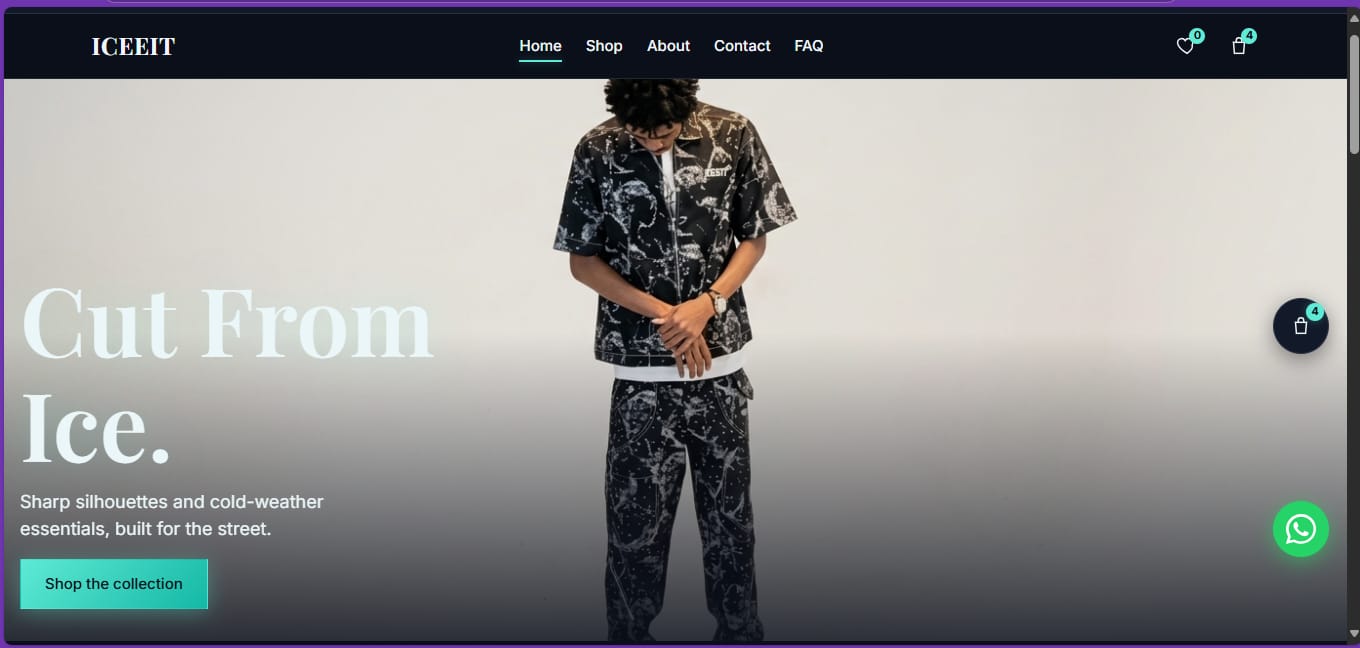 ICEEIT
Home Shop About Contact FAQ
0
4
Cut From
Ice.
4
Sharp silhouettes and cold-weather
essentials, built for the street.
Shop the collection